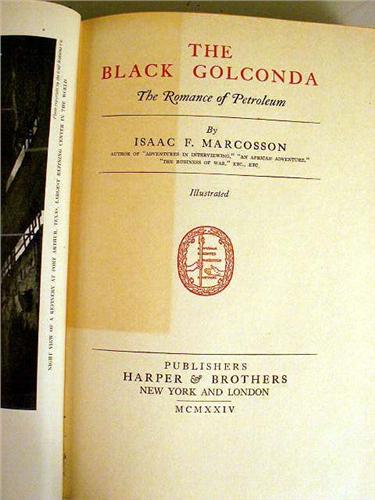 THE
BLACK GOLCONDA
The Romance of Petroleum
By
ISAAC F. MARCOSSON
AUTHOR OF "ADVENTURES IN INTERVIEWING," "AN AFRICAN ADVENTURE,"
"THE BUSINESS OF WAR," ETC., ETC.
Illustrated
PUBLISHERS
HARPER & BROTHERS
NEW YORK AND LONDON
MCMXXIV
NIGHT VIEW OF A REFINERY AT PORT ARTHUR, TEXAS, LARGEST REFINING CENTER IN THE WORLD